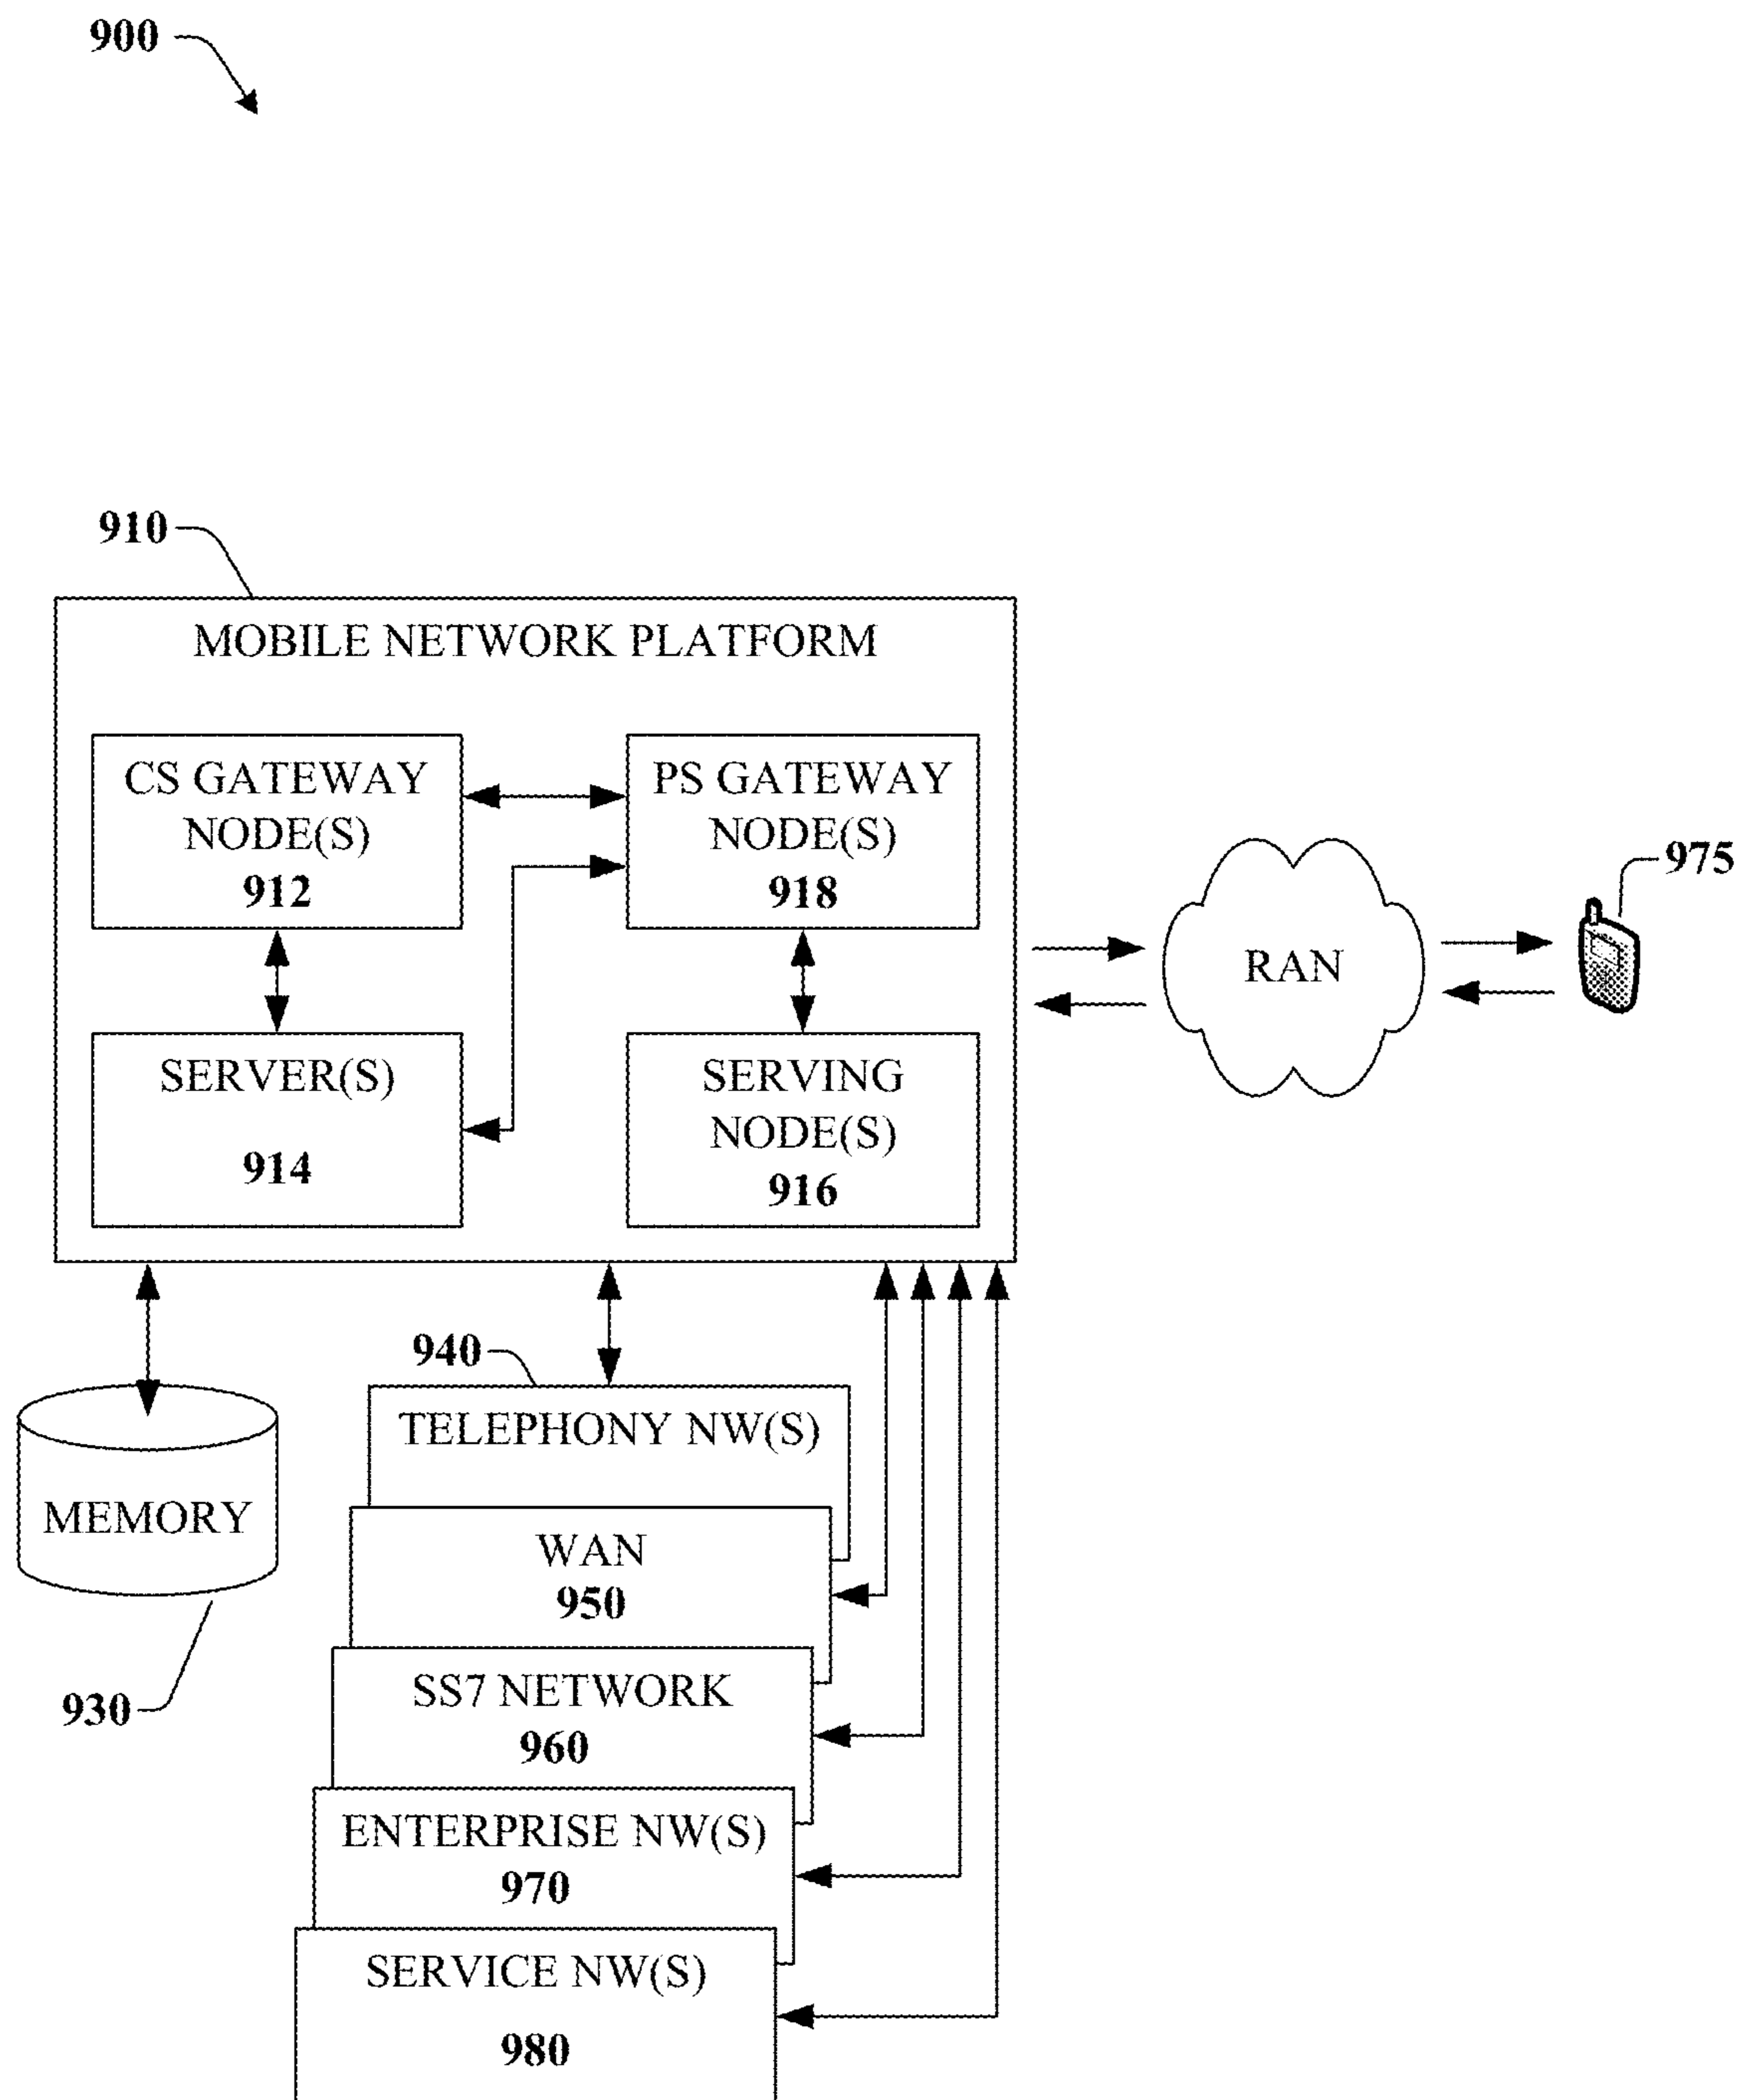 900
910
MOBILE NETWORK PLATFORM
CS GATEWAY
NODE(S)
912
PS GATEWAY
NODE(S)
918
SERVER(S)
914
SERVING
NODE(S)
916
RAN
975
940
TELEPHONY NW(S)
MEMORY
930
WAN
950
SS7 NETWORK
960
ENTERPRISE NW(S)
970
SERVICE NW(S)
980